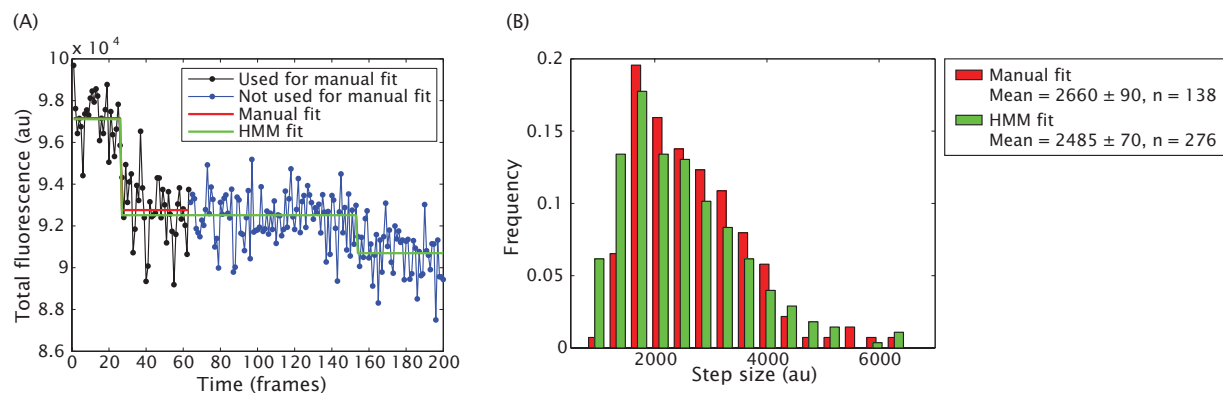 (A)
10 × 10⁴
9.8
9.6
9.4
9.2
9.0
8.8
8.6
Total fluorescence (au)
0 20 40 60 80 100 120 140 160 180 200
Time (frames)
Used for manual fit
Not used for manual fit
Manual fit
HMM fit
(B)
0.2
0.15
0.1
0.05
0
Frequency
2000 4000 6000
Step size (au)
Manual fit
Mean = 2660 ± 90, n = 138
HMM fit
Mean = 2485 ± 70, n = 276